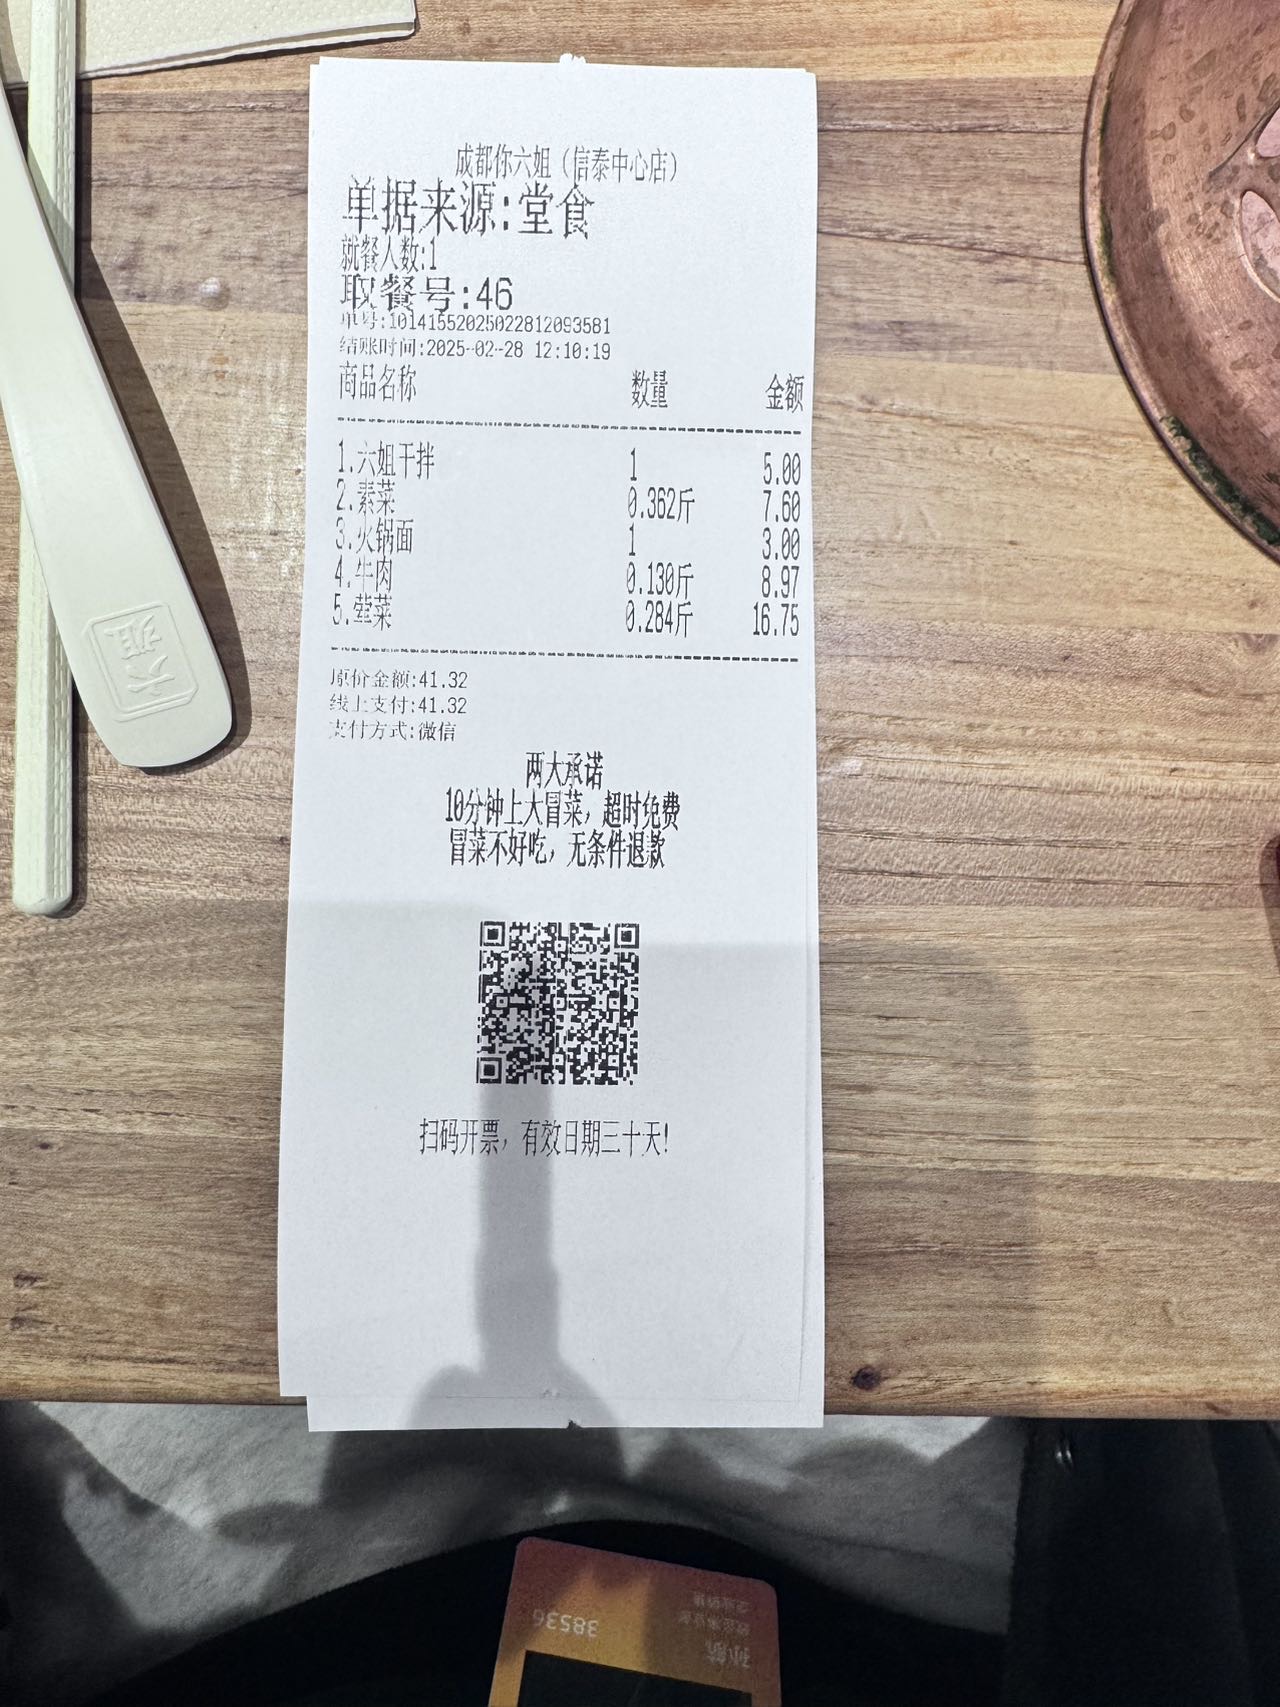 成都你六姐（信泰中心店）
单据来源:堂食
就餐人数:1
取餐号:46
单号:10141552025022812093581
结账时间:2025-02-28 12:10:19
商品名称 数量 金额
1.六姐干拌 1 5.00
2.素菜 0.362斤 7.60
3.火锅面 1 3.00
4.牛肉 0.130斤 8.97
5.荤菜 0.284斤 16.75
原价金额:41.32
线上支付:41.32
支付方式:微信
两大承诺
10分钟上大冒菜，超时免费
冒菜不好吃，无条件退款
扫码开票，有效日期三十天!
六姐
38536